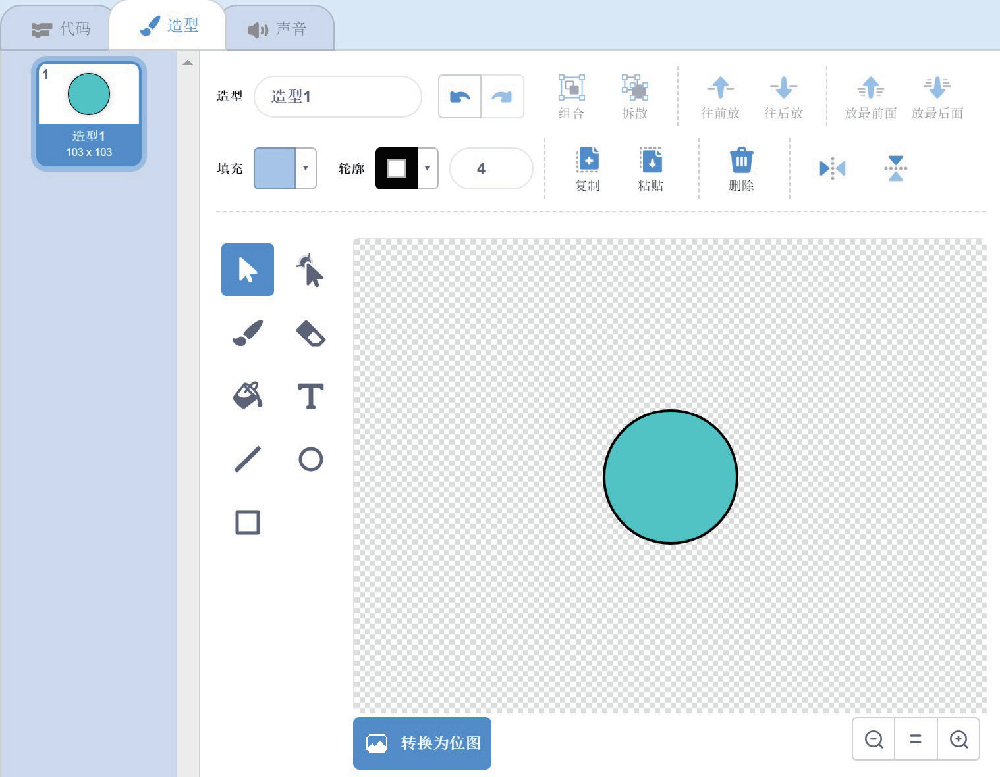 代码 造型 声音
1
造型1
103 x 103
造型 造型1 组合 拆散 往前放 往后放 放最前面 放最后面
填充 轮廓 4 复制 粘贴 删除
转换为位图